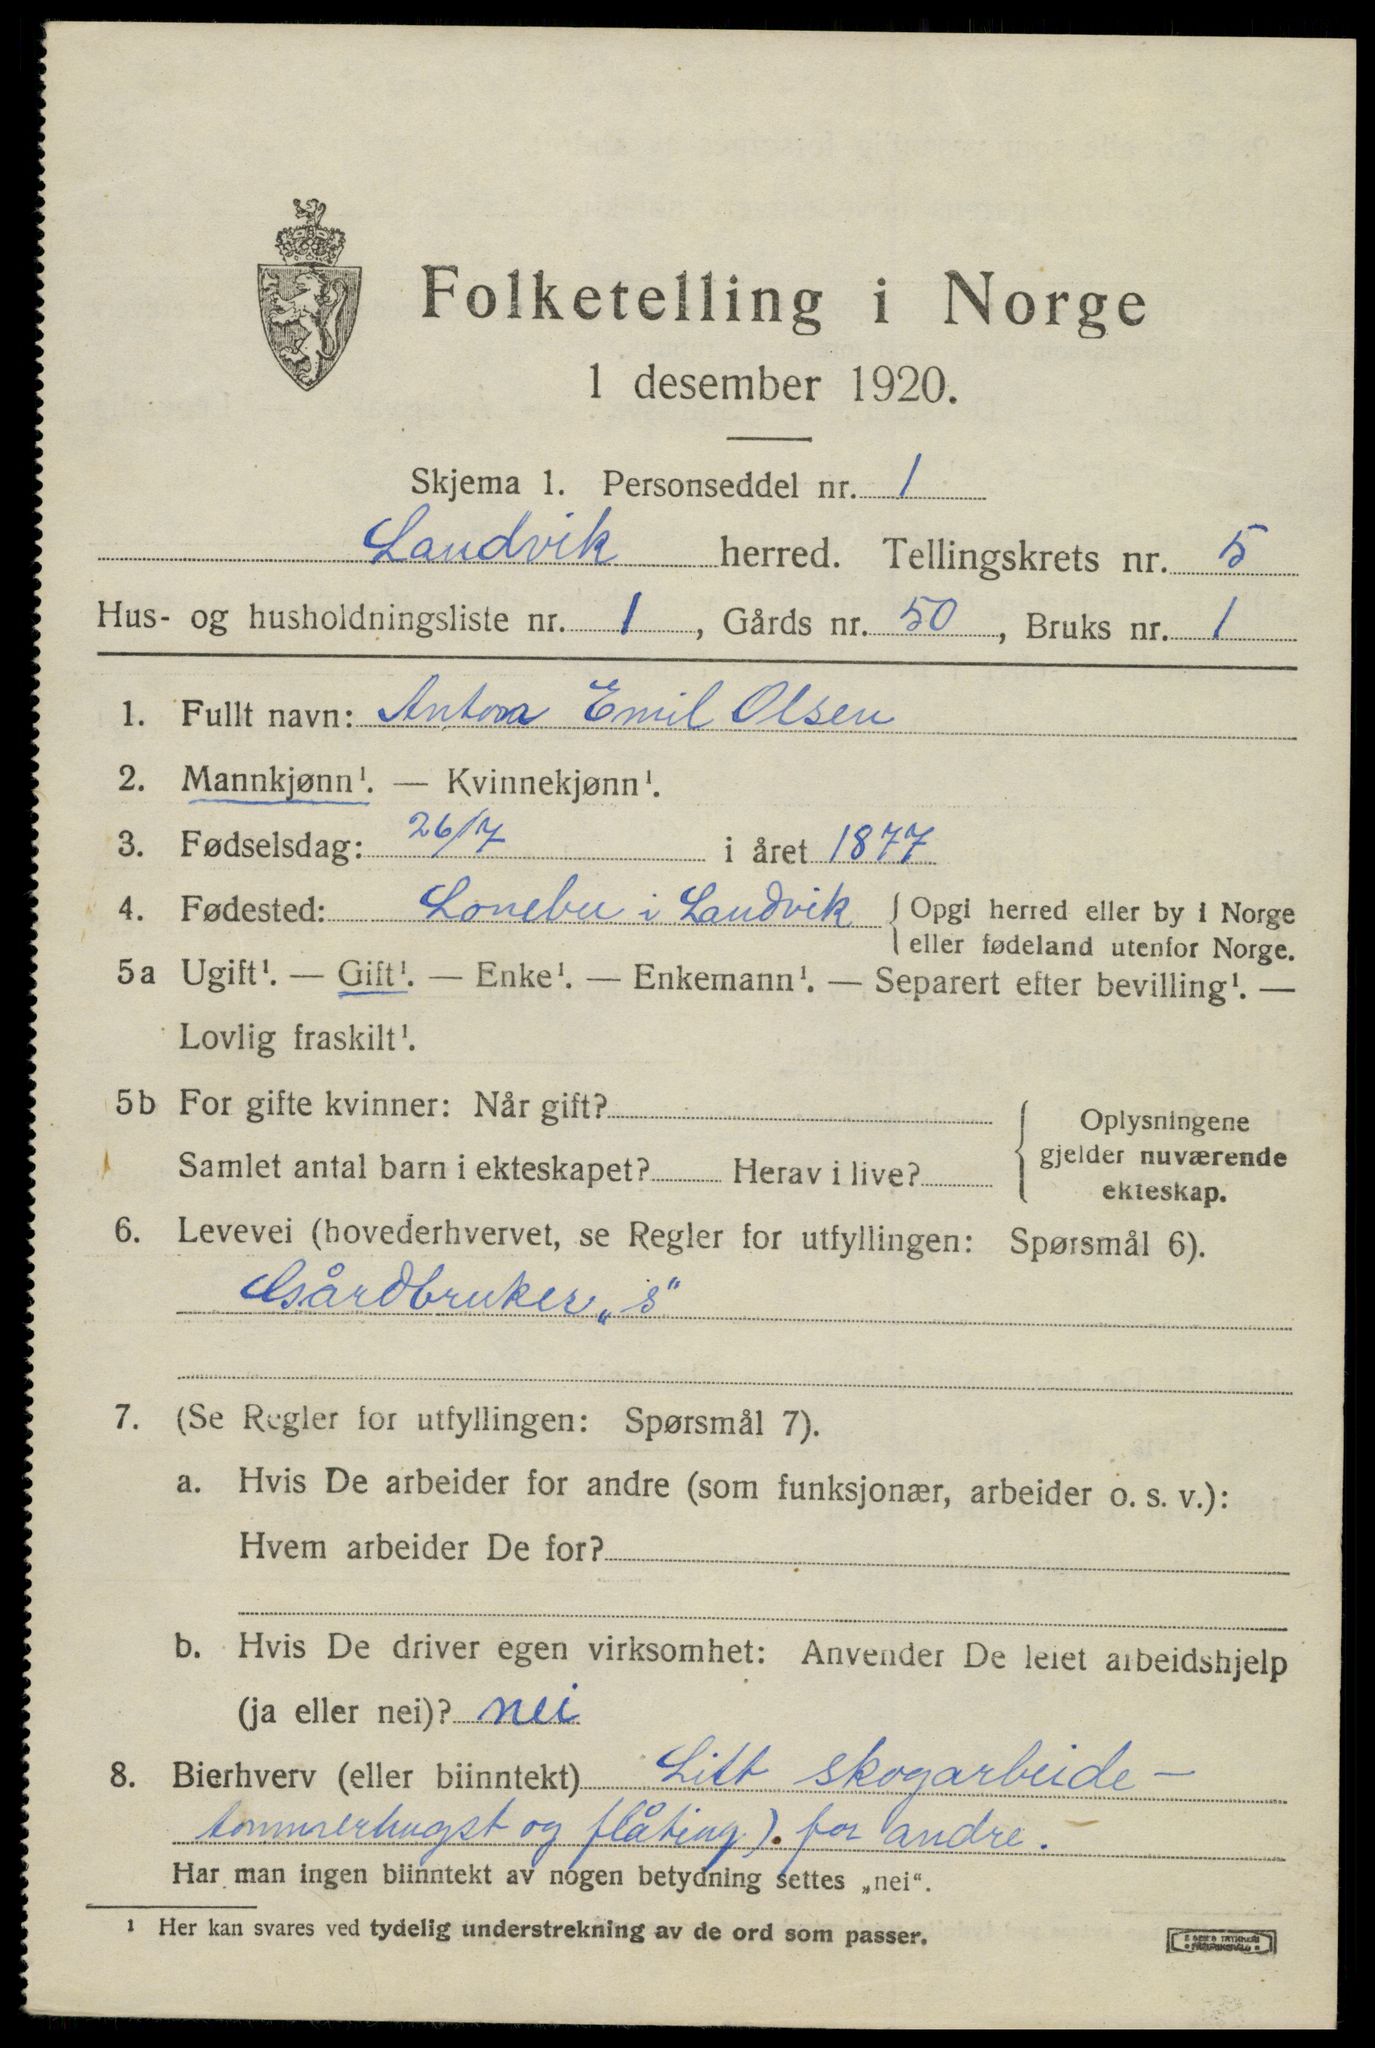 Folketelling i Norge
1 desember 1920.
Skjema 1. Personseddel nr. 1
Landvik herred. Tellingskrets nr. 5
Hus- og husholdningsliste nr. 1, Gårds nr. 50, Bruks nr. 1
1. Fullt navn: Anton Emil Olsen
2. Mannkjønn¹. — Kvinnekjønn¹.
3. Fødselsdag: 26/7 i året 1877
4. Fødested: Lonebu i Landvik { Opgi herred eller by i Norge
eller fødeland utenfor Norge.
5a Ugift¹. — Gift¹. — Enke¹. — Enkemann¹. — Separert efter bevilling¹. —
Lovlig fraskilt¹.
5b For gifte kvinner: Når gift?
Samlet antal barn i ekteskapet? Herav i live?
{ Oplysningene
gjelder nuværende
ekteskap.
6. Levevei (hovederhvervet, se Regler for utfyllingen: Spørsmål 6).
Gårdbruker „s“
7. (Se Regler for utfyllingen: Spørsmål 7).
a. Hvis De arbeider for andre (som funksjonær, arbeider o. s. v.):
Hvem arbeider De for?
b. Hvis De driver egen virksomhet: Anvender De leiet arbeidshjelp
(ja eller nei)? nei
8. Bierhverv (eller biinntekt) Litt skogarbeide –
tømmerhugst og flåting). for andre.
Har man ingen biinntekt av nogen betydning settes „nei“.
¹ Her kan svares ved tydelig understrekning av de ord som passer.